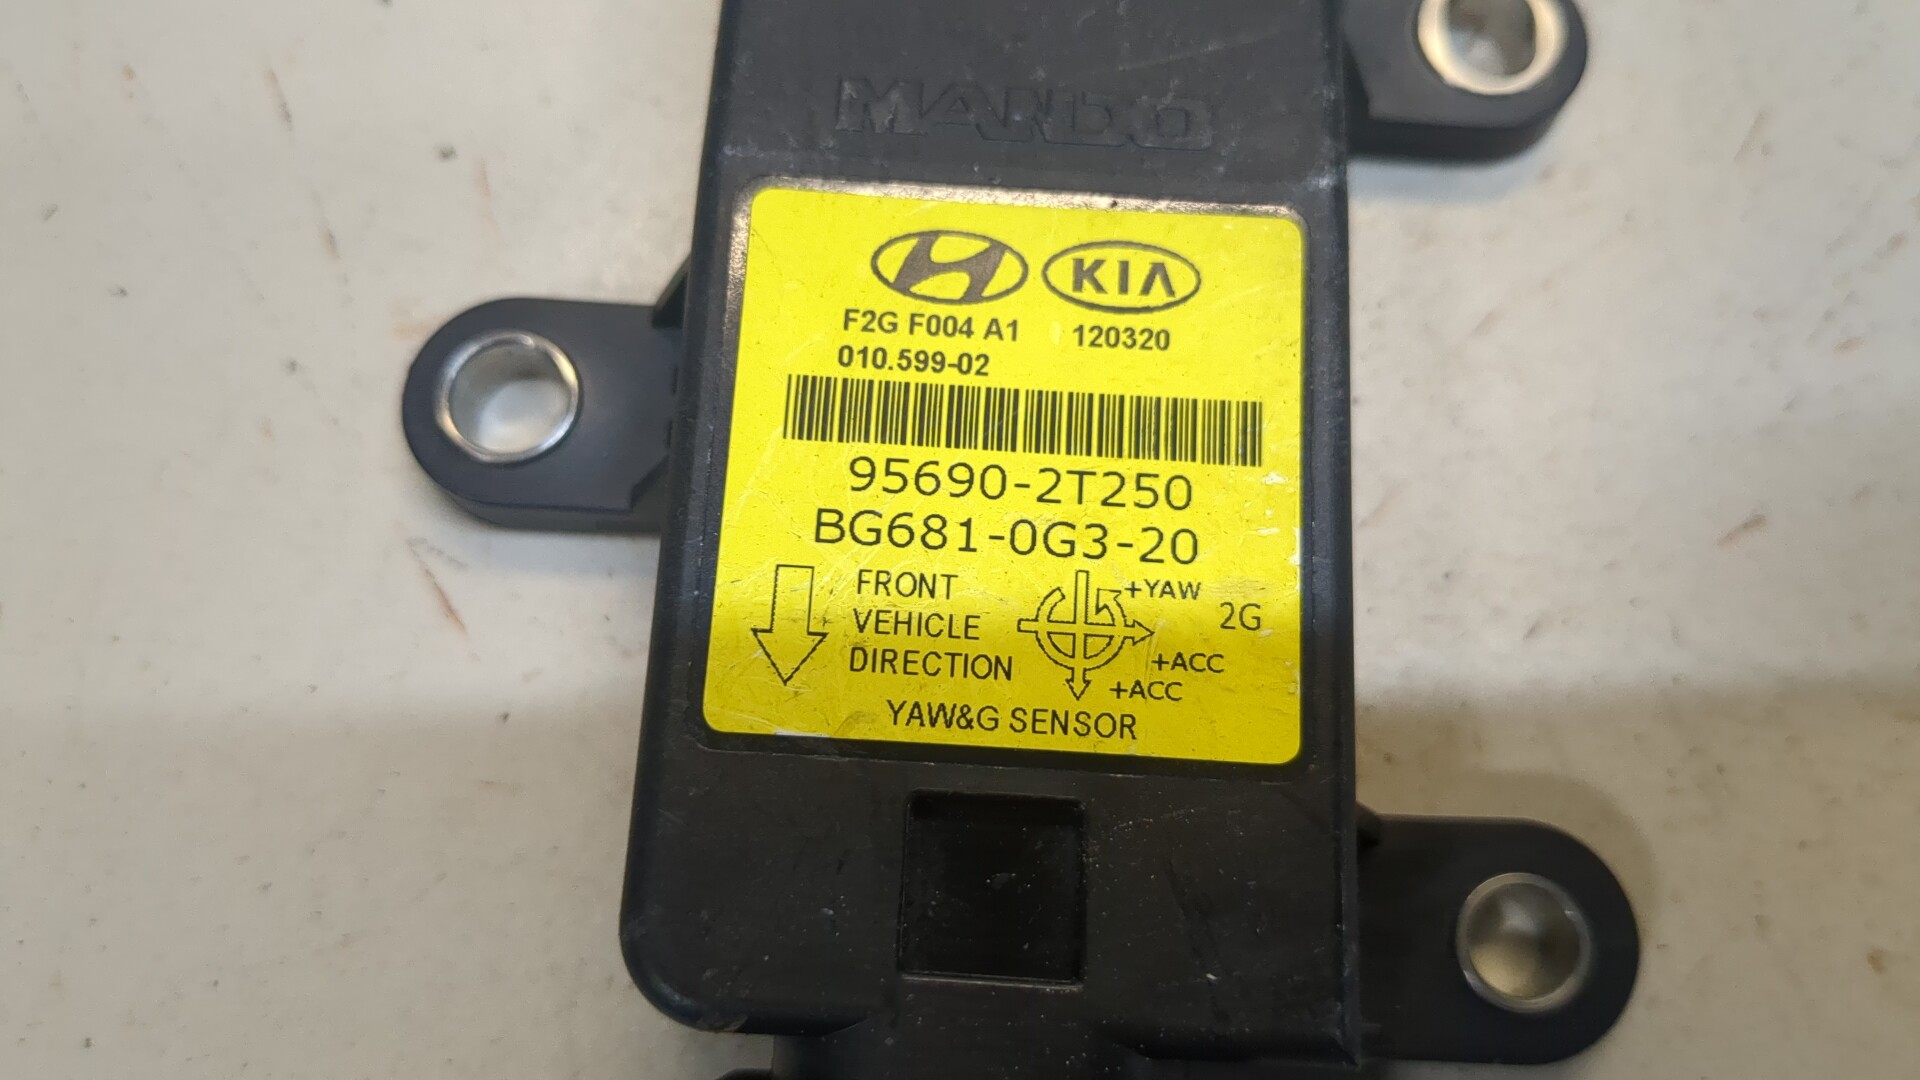 MANDO
KIA
F2G F004 A1 120320
010.599-02
95690-2T250
BG681-0G3-20
FRONT
VEHICLE
DIRECTION
+YAW
2G
+ACC
+ACC
YAW&G SENSOR